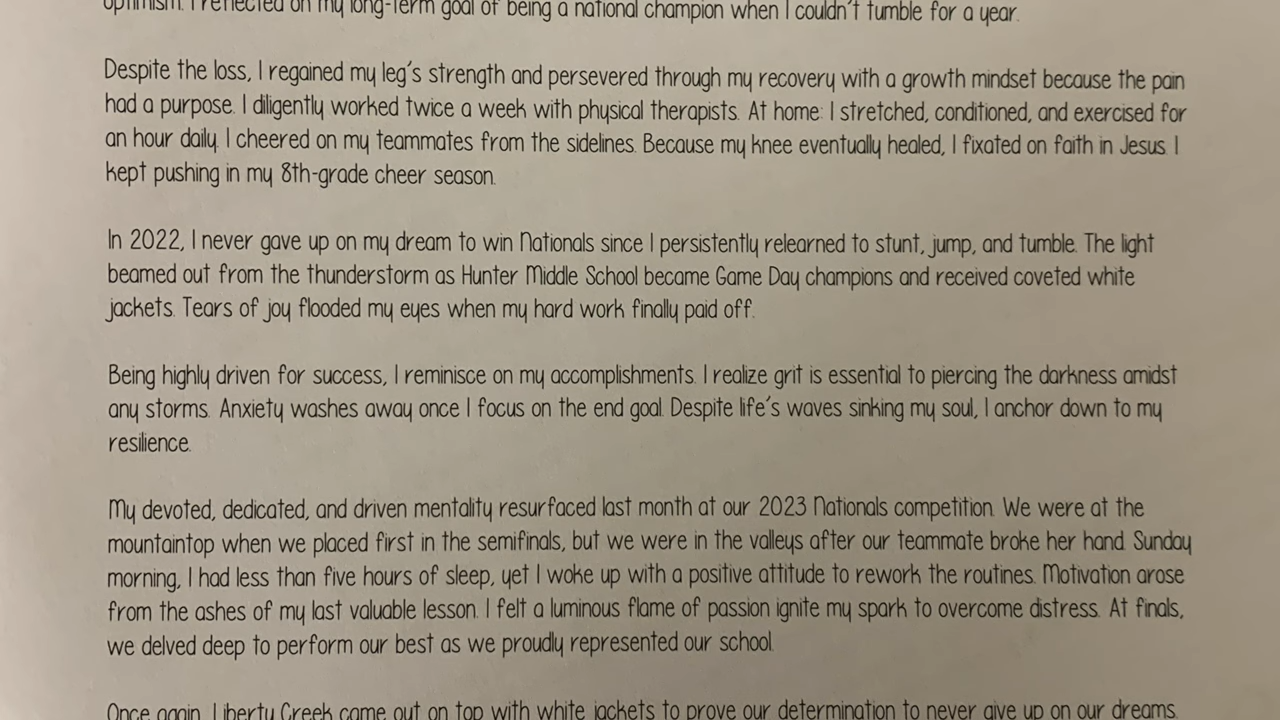 optimism. I reflected on my long-term goal of being a national champion when I couldn't tumble for a year.
Despite the loss, I regained my leg's strength and persevered through my recovery with a growth mindset because the pain
had a purpose. I diligently worked twice a week with physical therapists. At home: I stretched, conditioned, and exercised for
an hour daily. I cheered on my teammates from the sidelines. Because my knee eventually healed, I fixated on faith in Jesus. I
kept pushing in my 8th-grade cheer season.
In 2022, I never gave up on my dream to win Nationals since I persistently relearned to stunt, jump, and tumble. The light
beamed out from the thunderstorm as Hunter Middle School became Game Day champions and received coveted white
jackets. Tears of joy flooded my eyes when my hard work finally paid off.
Being highly driven for success, I reminisce on my accomplishments. I realize grit is essential to piercing the darkness amidst
any storms. Anxiety washes away once I focus on the end goal. Despite life's waves sinking my soul, I anchor down to my
resilience.
My devoted, dedicated, and driven mentality resurfaced last month at our 2023 Nationals competition. We were at the
mountaintop when we placed first in the semifinals, but we were in the valleys after our teammate broke her hand. Sunday
morning, I had less than five hours of sleep, yet I woke up with a positive attitude to rework the routines. Motivation arose
from the ashes of my last valuable lesson. I felt a luminous flame of passion ignite my spark to overcome distress. At finals,
we delved deep to perform our best as we proudly represented our school.
Once again, Liberty Creek came out on top with white jackets to prove our determination to never give up on our dreams.